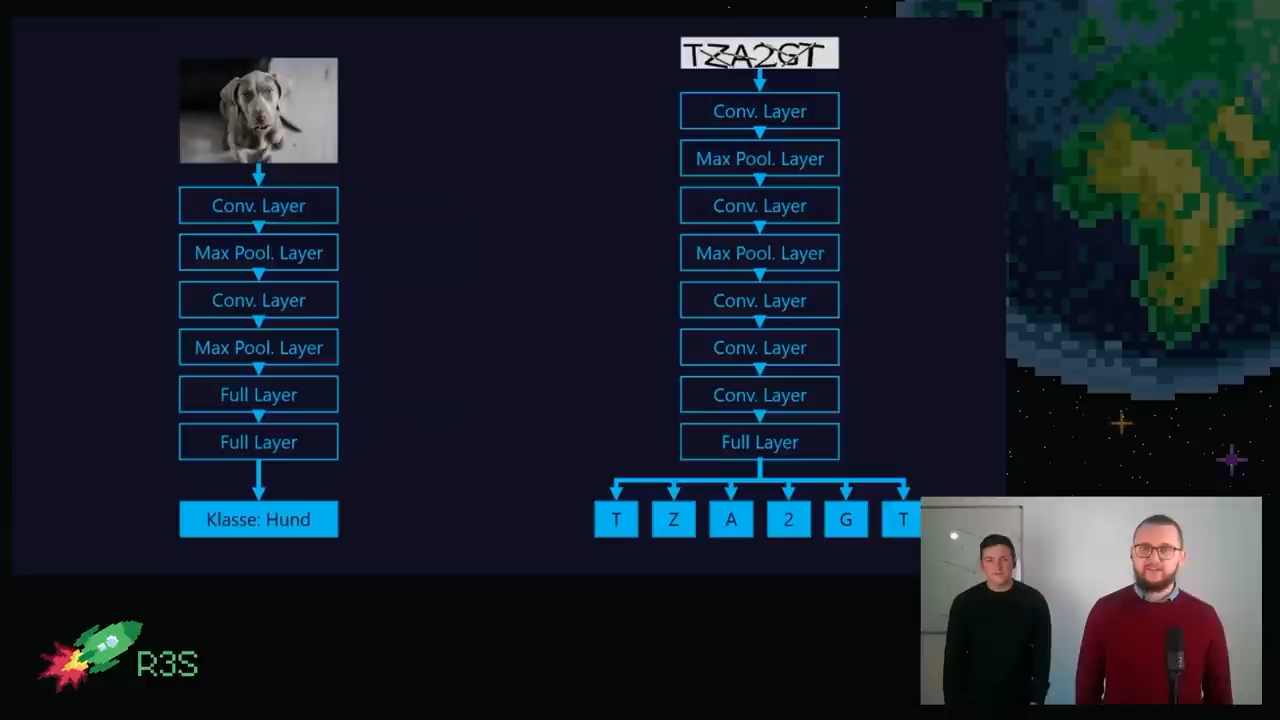 Conv. Layer
Max Pool. Layer
Conv. Layer
Max Pool. Layer
Full Layer
Full Layer
Klasse: Hund
TZA2GT
Conv. Layer
Max Pool. Layer
Conv. Layer
Max Pool. Layer
Conv. Layer
Conv. Layer
Conv. Layer
Full Layer
T Z A 2 G T
R3S